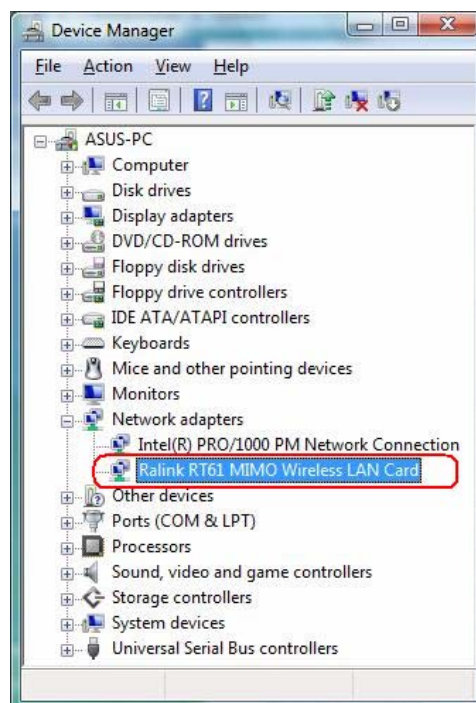 Device Manager
File Action View Help
ASUS-PC
Computer
Disk drives
Display adapters
DVD/CD-ROM drives
Floppy disk drives
Floppy drive controllers
IDE ATA/ATAPI controllers
Keyboards
Mice and other pointing devices
Monitors
Network adapters
Intel(R) PRO/1000 PM Network Connection
Ralink RT61 MIMO Wireless LAN Card
Other devices
Ports (COM & LPT)
Processors
Sound, video and game controllers
Storage controllers
System devices
Universal Serial Bus controllers